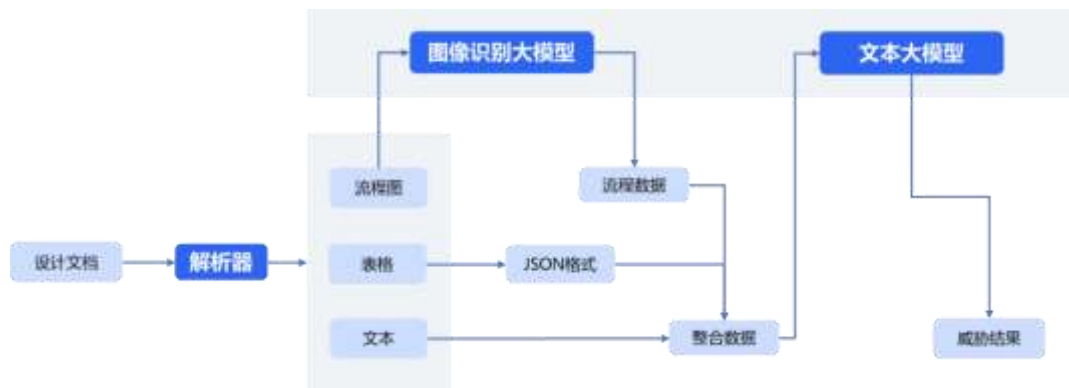 图像识别大模型
文本大模型
流程图
流程数据
设计文档
解析器
表格
JSON格式
文本
整合数据
威胁结果